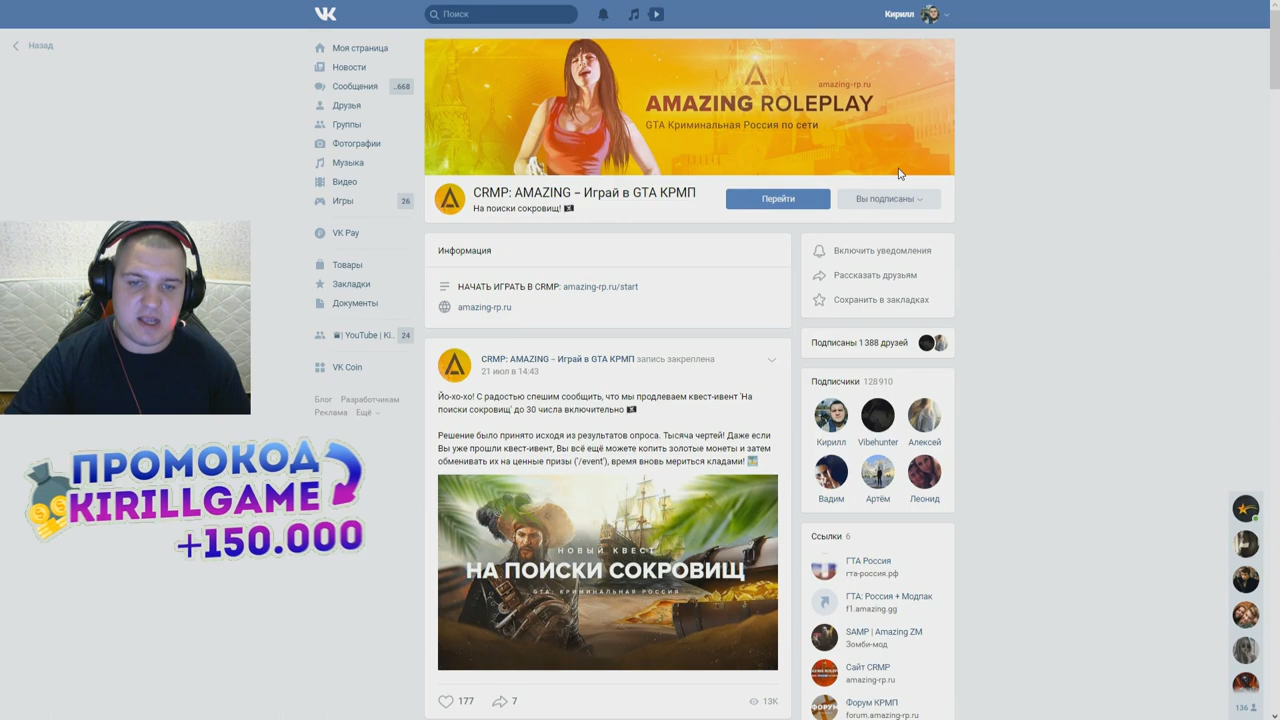 Поиск
Кирилл
Назад
Моя страница
Новости
Сообщения
..668
Друзья
Группы
Фотографии
Музыка
Видео
Игры
26
VK Pay
Товары
Закладки
Документы
| YouTube | Ki..
24
VK Coin
Блог Разработчикам
Реклама Ещё
ПРОМОКОД
KIRILLGAME
+150.000
amazing-rp.ru
AMAZING ROLEPLAY
GTA Криминальная Россия по сети
CRMP: AMAZING – Играй в GTA КРМП
На поиски сокровищ!
Перейти
Вы подписаны
Информация
НАЧАТЬ ИГРАТЬ В CRMP: amazing-rp.ru/start
amazing-rp.ru
CRMP: AMAZING – Играй в GTA КРМП запись закреплена
21 июл в 14:43
Йо-хо-хо! С радостью спешим сообщить, что мы продлеваем квест-ивент 'На
поиски сокровищ' до 30 числа включительно
Решение было принято исходя из результатов опроса. Тысяча чертей! Даже если
Вы уже прошли квест-ивент, Вы всё ещё можете копить золотые монеты и затем
обменивать их на ценные призы ('/event'), время вновь мериться кладами!
НОВЫЙ КВЕСТ
НА ПОИСКИ СОКРОВИЩ
GTA: КРИМИНАЛЬНАЯ РОССИЯ
177
7
13K
Включить уведомления
Рассказать друзьям
Сохранить в закладках
Подписаны 1 388 друзей
Подписчики 128 910
Кирилл
Vibehunter
Алексей
Вадим
Артём
Леонид
Ссылки 6
ГТА Россия
гта-россия.рф
ГТА: Россия + Модпак
f1.amazing.gg
SAMP | Amazing ZM
Зомби-мод
Сайт CRMP
amazing-rp.ru
Форум КРМП
forum.amazing-rp.ru
ФОРУМ
136